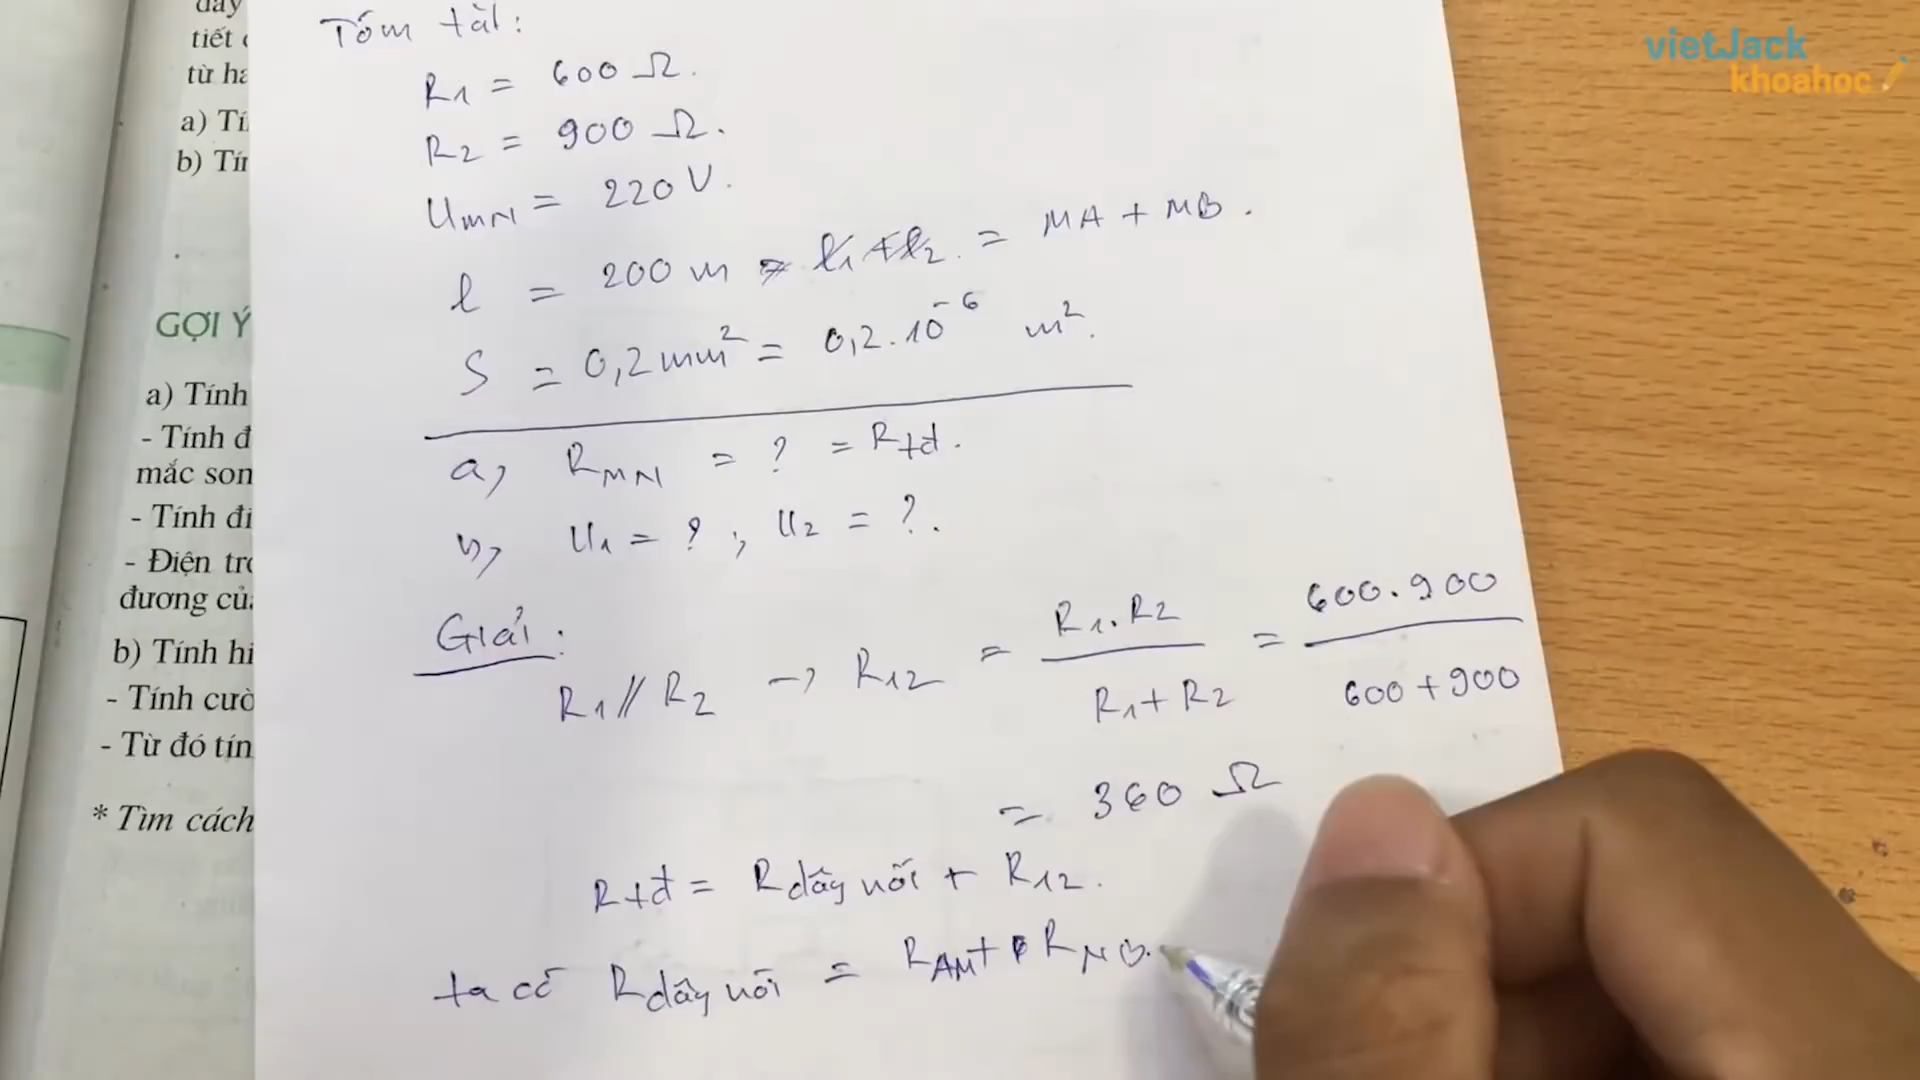 vietJack
khoahoc
dây
tiết
từ
a) Tí
b) Tín
GỢI Ý
a) Tính
- Tính đ
mắc son
- Tính đi
- Điện trở
đương củ
b) Tính hi
- Tính cườ
- Từ đó tín
* Tìm cách
Tóm tắt:
R1 = 600 Ω.
R2 = 900 Ω.
UMN = 220 V.
l = 200 m = l1 + l2 = MA + MB.
S = 0,2 mm² = 0,2.10⁻⁶ m².
a, RMN = ? = Rtđ.
b, U1 = ? ; U2 = ?.
Giải:
R1 // R2 → R12 = R1.R2 / R1 + R2 = 600.900 / 600 + 900
= 360 Ω
Rtđ = Rdây nối + R12.
ta có Rdây nối = RAM + RNB.